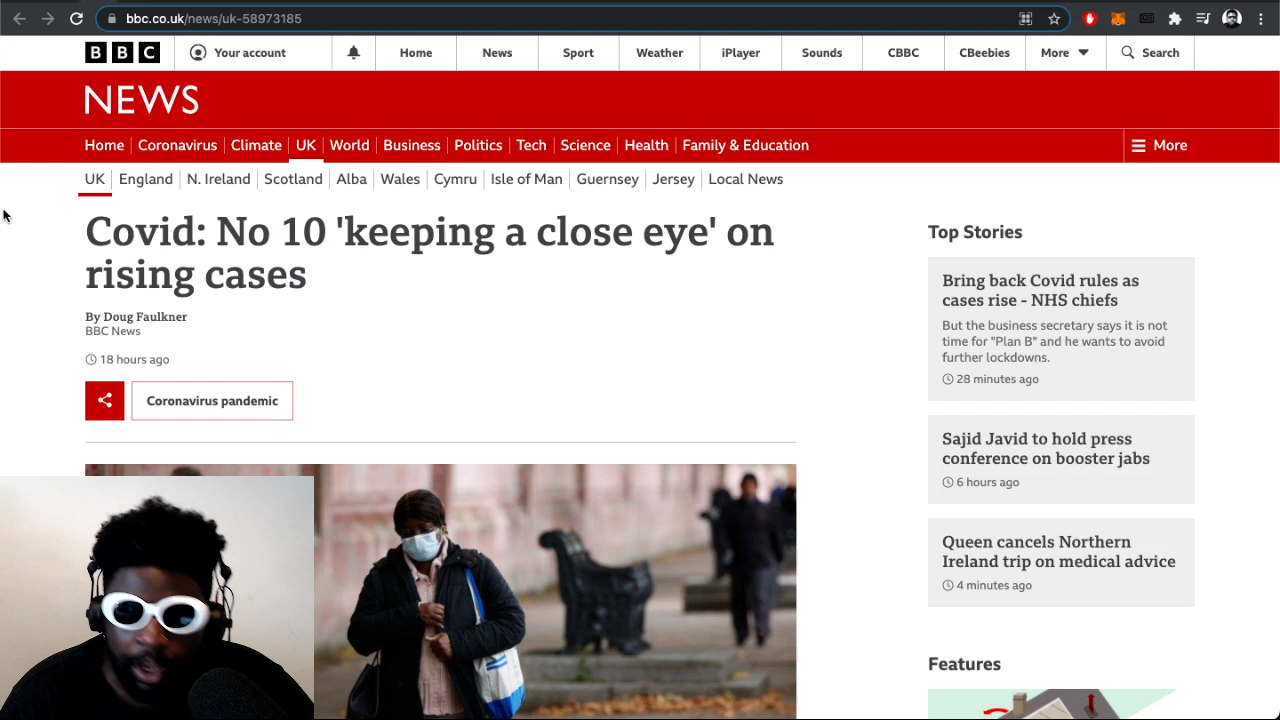 bbc.co.uk/news/uk-58973185
BBC
Your account
Home
News
Sport
Weather
iPlayer
Sounds
CBBC
CBeebies
More
Search
NEWS
Home
Coronavirus
Climate
UK
World
Business
Politics
Tech
Science
Health
Family & Education
More
UK
England
N. Ireland
Scotland
Alba
Wales
Cymru
Isle of Man
Guernsey
Jersey
Local News
Covid: No 10 'keeping a close eye' on
rising cases
By Doug Faulkner
BBC News
18 hours ago
Coronavirus pandemic
Top Stories
Bring back Covid rules as
cases rise - NHS chiefs
But the business secretary says it is not
time for "Plan B" and he wants to avoid
further lockdowns.
28 minutes ago
Sajid Javid to hold press
conference on booster jabs
6 hours ago
Queen cancels Northern
Ireland trip on medical advice
4 minutes ago
Features